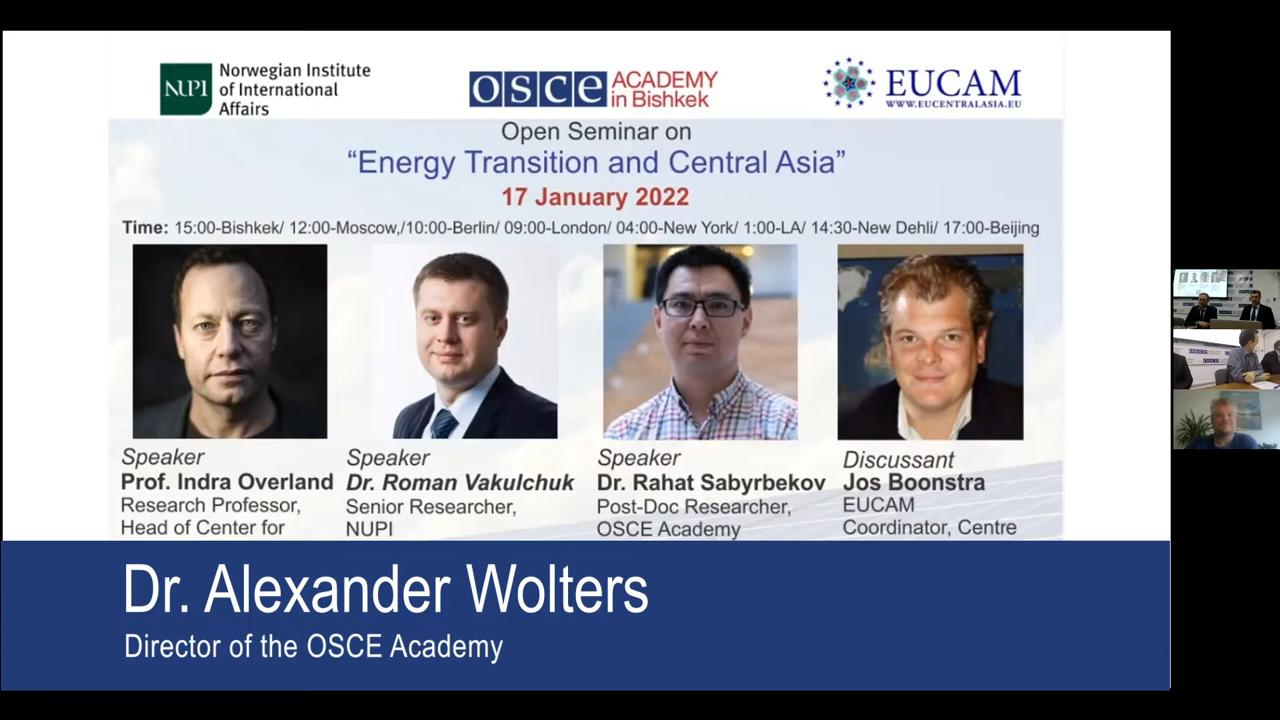 NUPI
Norwegian Institute
of International
Affairs
osce ACADEMY
in Bishkek
EUCAM
WWW.EUCENTRALASIA.EU
Open Seminar on
“Energy Transition and Central Asia”
17 January 2022
Time: 15:00-Bishkek/ 12:00-Moscow,/10:00-Berlin/ 09:00-London/ 04:00-New York/ 1:00-LA/ 14:30-New Dehli/ 17:00-Beijing
Speaker
Prof. Indra Overland
Research Professor,
Head of Center for
Speaker
Dr. Roman Vakulchuk
Senior Researcher,
NUPI
Speaker
Dr. Rahat Sabyrbekov
Post-Doc Researcher,
OSCE Academy
Discussant
Jos Boonstra
EUCAM
Coordinator, Centre
Dr. Alexander Wolters
Director of the OSCE Academy